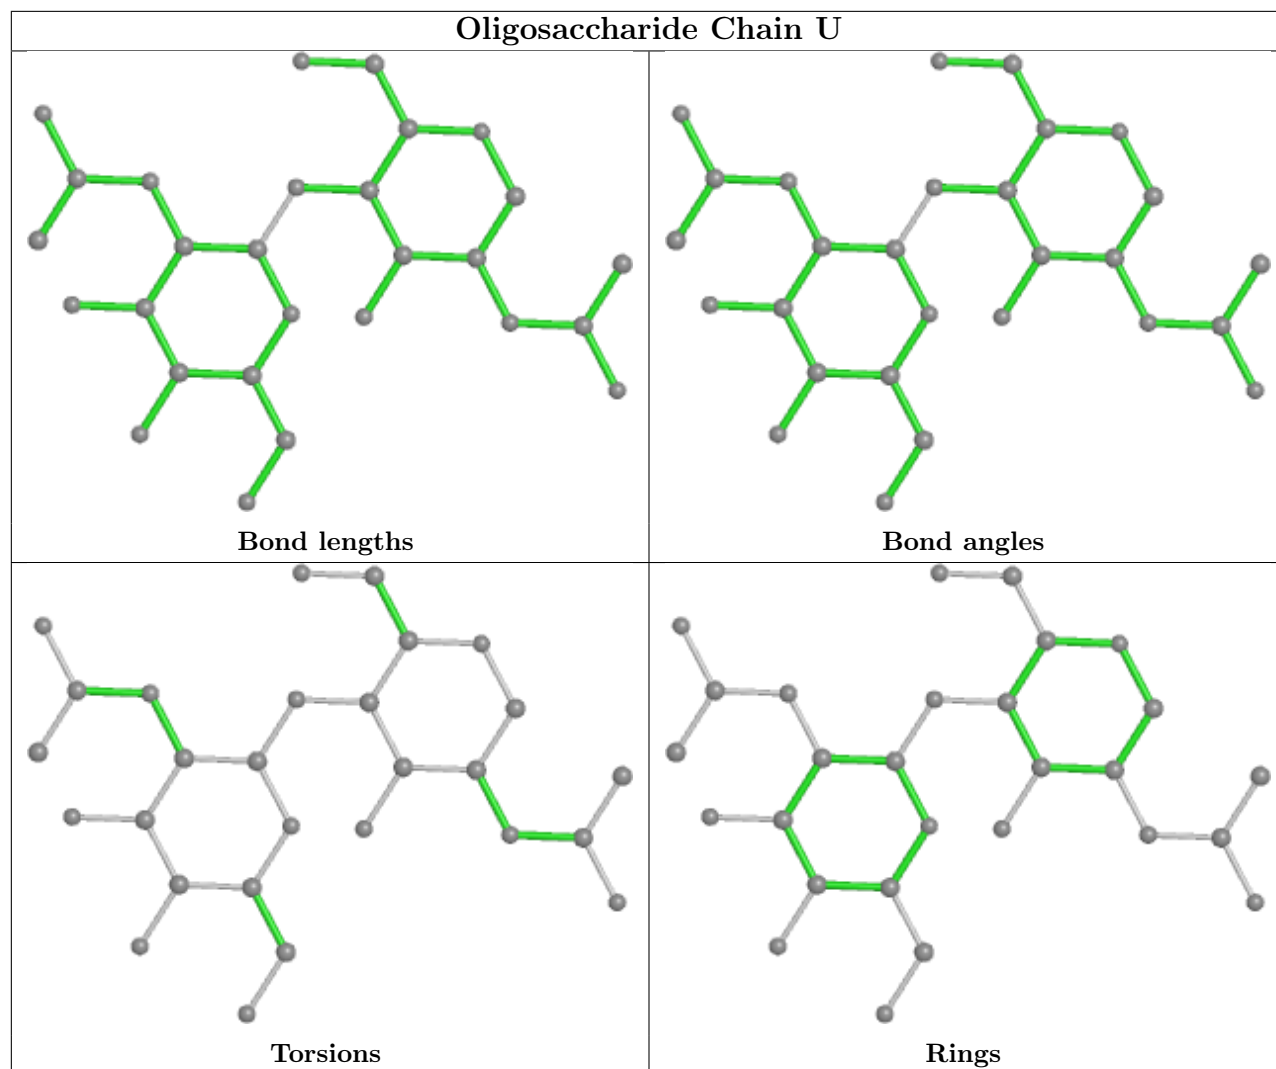 Oligosaccharide Chain U
Bond lengths
Bond angles
Torsions
Rings